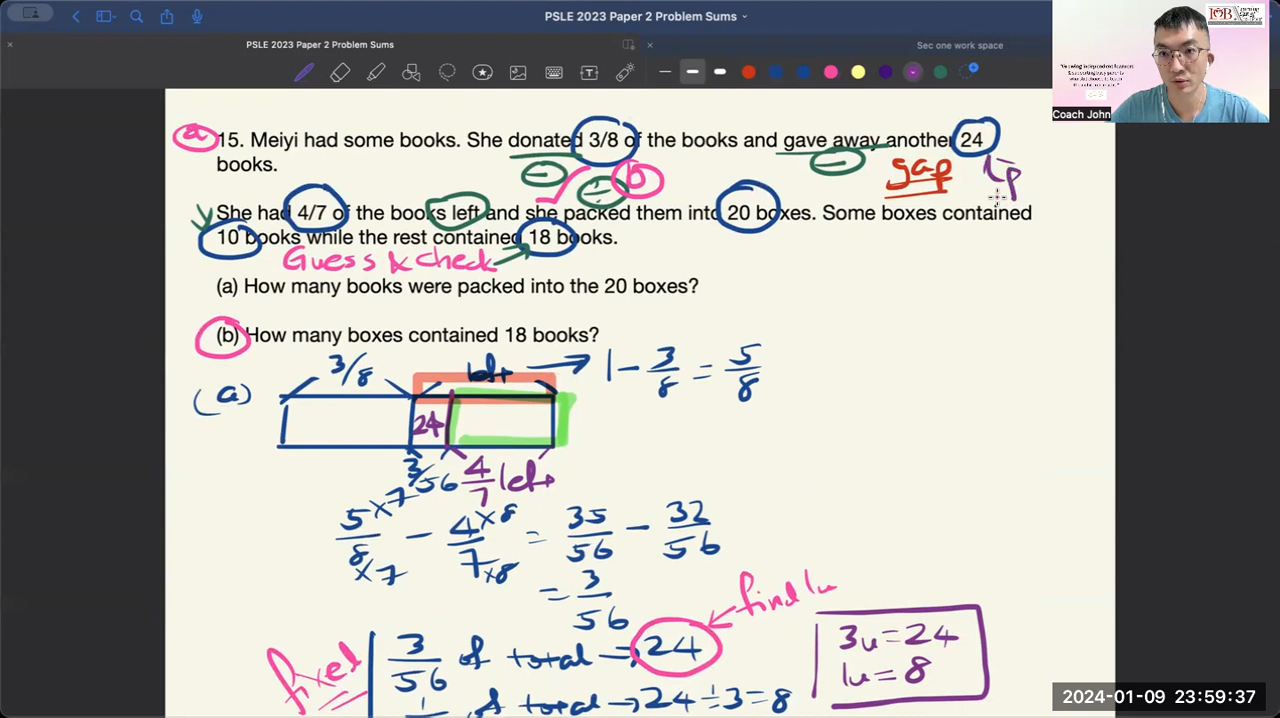 PSLE 2023 Paper 2 Problem Sums
PSLE 2023 Paper 2 Problem Sums
Sec one work space
Coach John
a
15. Meiyi had some books. She donated 3/8 of the books and gave away another 24
books.
gap
b
She had 4/7 of the books left and she packed them into 20 boxes. Some boxes contained
10 books while the rest contained 18 books.
Guess & check
(a) How many books were packed into the 20 boxes?
(b) How many boxes contained 18 books?
3/8
left → 1 - 3/8 = 5/8
(a)
24
3/56 4/7 left
5×7/8×7 - 4×8/7×8 = 35/56 - 32/56
= 3/56
find 1u
fixed
3/56 of total → 24
1/ of total → 24 ÷ 3 = 8
3u = 24
1u = 8
2024-01-09 23:59:37